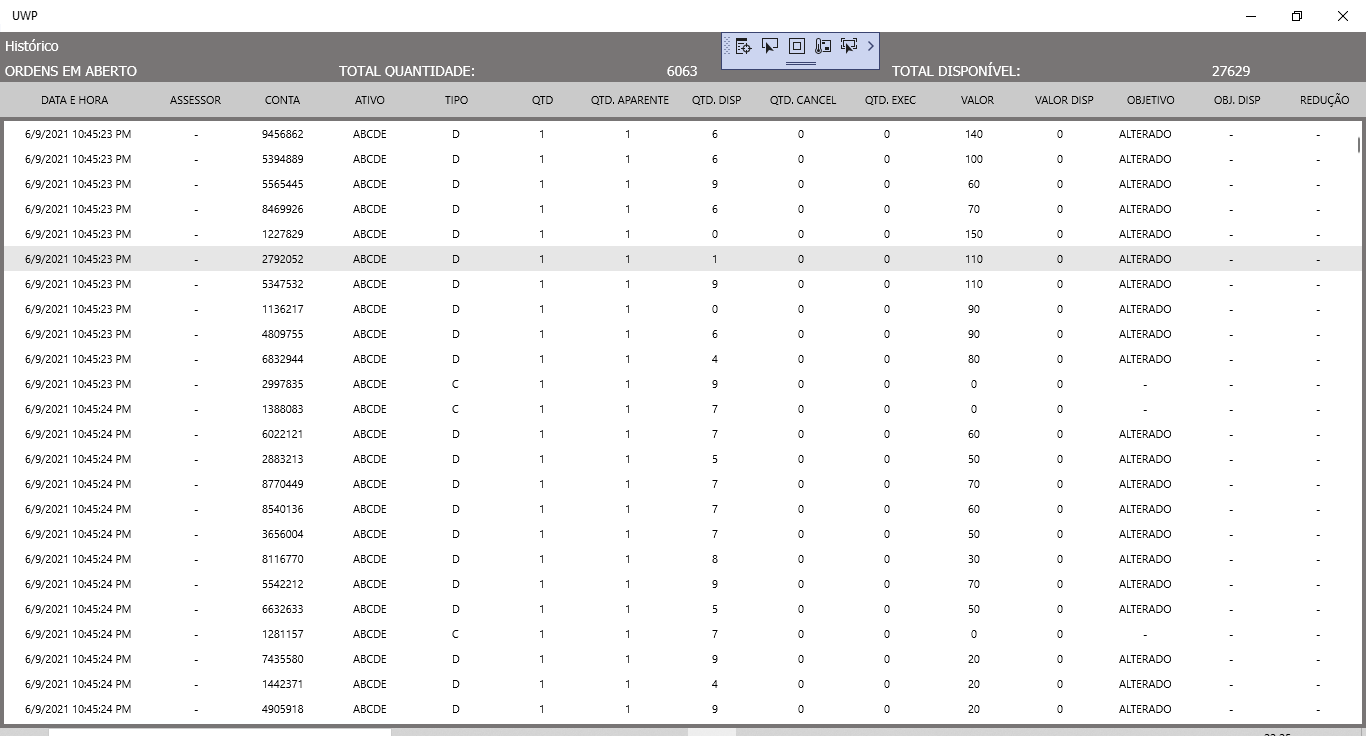 UWP
Histórico
ORDENS EM ABERTO TOTAL QUANTIDADE: 6063 TOTAL DISPONÍVEL: 27629
DATA E HORA ASSESSOR CONTA ATIVO TIPO QTD QTD. APARENTE QTD. DISP QTD. CANCEL QTD. EXEC VALOR VALOR DISP OBJETIVO OBJ. DISP REDUÇÃO
6/9/2021 10:45:23 PM - 9456862 ABCDE D 1 1 6 0 0 140 0 ALTERADO - -
6/9/2021 10:45:23 PM - 5394889 ABCDE D 1 1 6 0 0 100 0 ALTERADO - -
6/9/2021 10:45:23 PM - 5565445 ABCDE D 1 1 9 0 0 60 0 ALTERADO - -
6/9/2021 10:45:23 PM - 8469926 ABCDE D 1 1 6 0 0 70 0 ALTERADO - -
6/9/2021 10:45:23 PM - 1227829 ABCDE D 1 1 0 0 0 150 0 ALTERADO - -
6/9/2021 10:45:23 PM - 2792052 ABCDE D 1 1 1 0 0 110 0 ALTERADO - -
6/9/2021 10:45:23 PM - 5347532 ABCDE D 1 1 9 0 0 110 0 ALTERADO - -
6/9/2021 10:45:23 PM - 1136217 ABCDE D 1 1 0 0 0 90 0 ALTERADO - -
6/9/2021 10:45:23 PM - 4809755 ABCDE D 1 1 6 0 0 90 0 ALTERADO - -
6/9/2021 10:45:23 PM - 6832944 ABCDE D 1 1 4 0 0 80 0 ALTERADO - -
6/9/2021 10:45:23 PM - 2997835 ABCDE C 1 1 9 0 0 0 0 - - -
6/9/2021 10:45:24 PM - 1388083 ABCDE C 1 1 7 0 0 0 0 - - -
6/9/2021 10:45:24 PM - 6022121 ABCDE D 1 1 7 0 0 60 0 ALTERADO - -
6/9/2021 10:45:24 PM - 2883213 ABCDE D 1 1 5 0 0 50 0 ALTERADO - -
6/9/2021 10:45:24 PM - 8770449 ABCDE D 1 1 7 0 0 70 0 ALTERADO - -
6/9/2021 10:45:24 PM - 8540136 ABCDE D 1 1 7 0 0 60 0 ALTERADO - -
6/9/2021 10:45:24 PM - 3656004 ABCDE D 1 1 7 0 0 50 0 ALTERADO - -
6/9/2021 10:45:24 PM - 8116770 ABCDE D 1 1 8 0 0 30 0 ALTERADO - -
6/9/2021 10:45:24 PM - 5542212 ABCDE D 1 1 9 0 0 70 0 ALTERADO - -
6/9/2021 10:45:24 PM - 6632633 ABCDE D 1 1 5 0 0 50 0 ALTERADO - -
6/9/2021 10:45:24 PM - 1281157 ABCDE C 1 1 7 0 0 0 0 - - -
6/9/2021 10:45:24 PM - 7435580 ABCDE D 1 1 9 0 0 20 0 ALTERADO - -
6/9/2021 10:45:24 PM - 1442371 ABCDE D 1 1 4 0 0 20 0 ALTERADO - -
6/9/2021 10:45:24 PM - 4905918 ABCDE D 1 1 9 0 0 20 0 ALTERADO - -